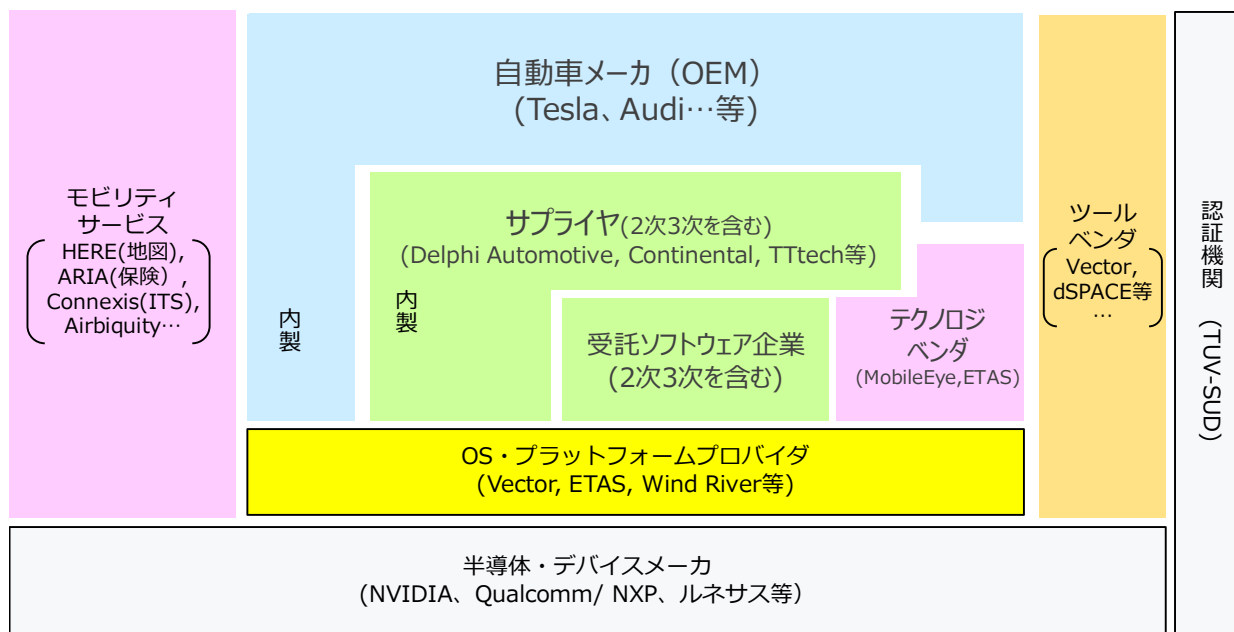 モビリティ
サービス
HERE(地図),
ARIA(保険）,
Connexis(ITS),
Airbiquity…
自動車メーカ（OEM）
(Tesla、Audi…等)
内製
サプライヤ(2次3次を含む)
(Delphi Automotive, Continental, TTtech等)
内製
受託ソフトウェア企業
(2次3次を含む)
テクノロジ
ベンダ
(MobileEye,ETAS)
OS・プラットフォームプロバイダ
(Vector, ETAS, Wind River等)
ツール
ベンダ
Vector,
dSPACE等
…
認証機関 (TUV-SUD)
半導体・デバイスメーカ
(NVIDIA、Qualcomm/ NXP、ルネサス等）